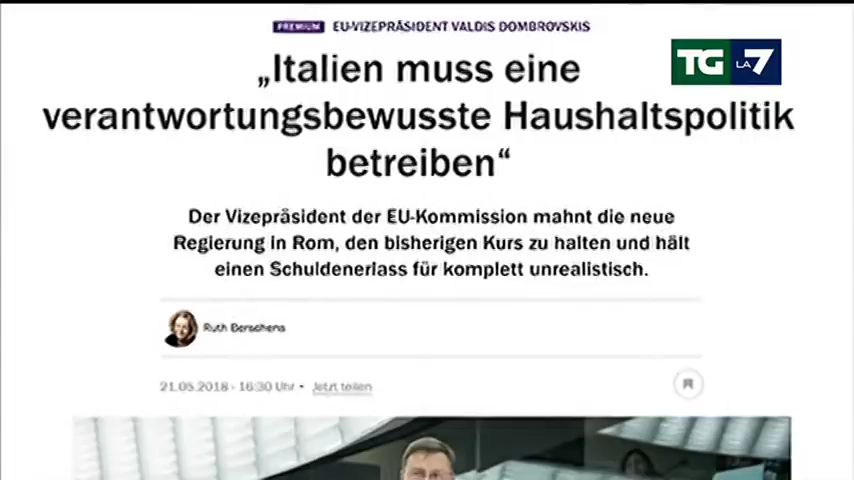 PREMIUM EU-VIZEPRÄSIDENT VALDIS DOMBROVSKIS
TG LA7
„Italien muss eine
verantwortungsbewusste Haushaltspolitik
betreiben“
Der Vizepräsident der EU-Kommission mahnt die neue
Regierung in Rom, den bisherigen Kurs zu halten und hält
einen Schuldenerlass für komplett unrealistisch.
Ruth Berschens
21.05.2018 - 16:30 Uhr • Jetzt teilen